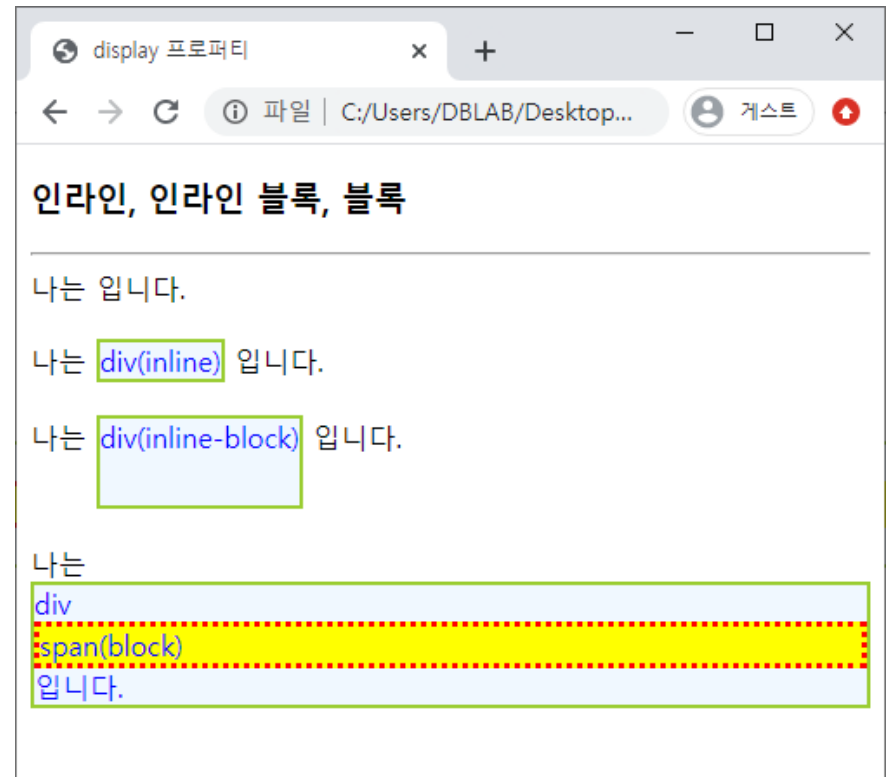 display 프로퍼티
파일 | C:/Users/DBLAB/Desktop...
게스트
인라인, 인라인 블록, 블록
나는 입니다.
나는 div(inline) 입니다.
나는 div(inline-block) 입니다.
나는
div
span(block)
입니다.